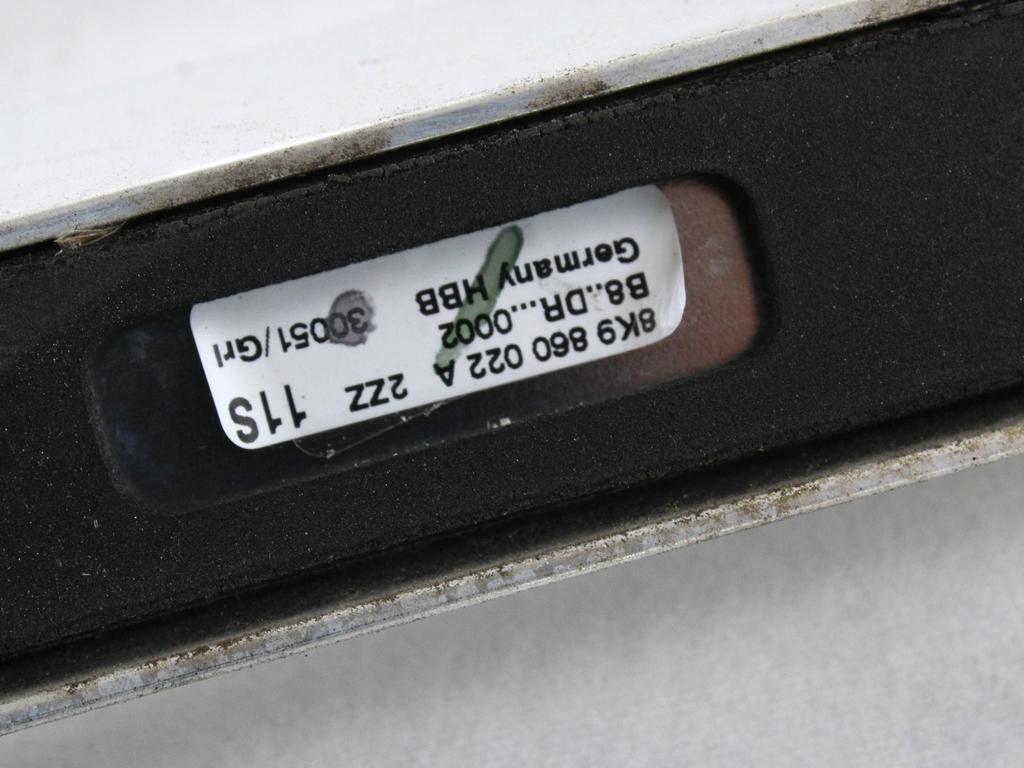 8K9 860 022 A 2ZZ 11S
B8..DR....0002
Germany HBB 30051/Grl